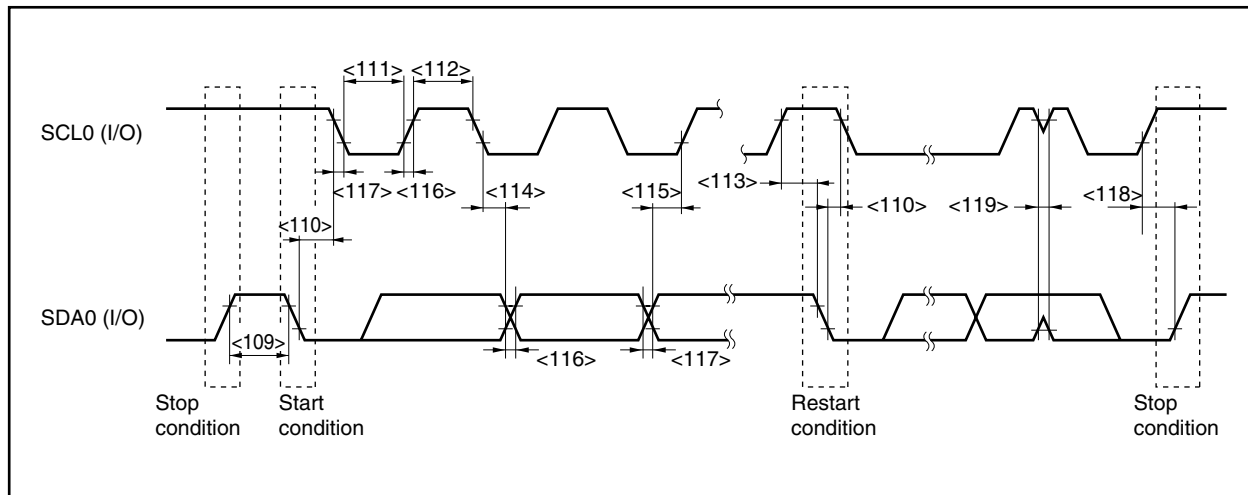 <111> <112>
SCL0 (I/O)
<117> <116> <114> <115> <113> <110> <119> <118>
<110>
SDA0 (I/O)
<109> <116> <117>
Stop
condition
Start
condition
Restart
condition
Stop
condition